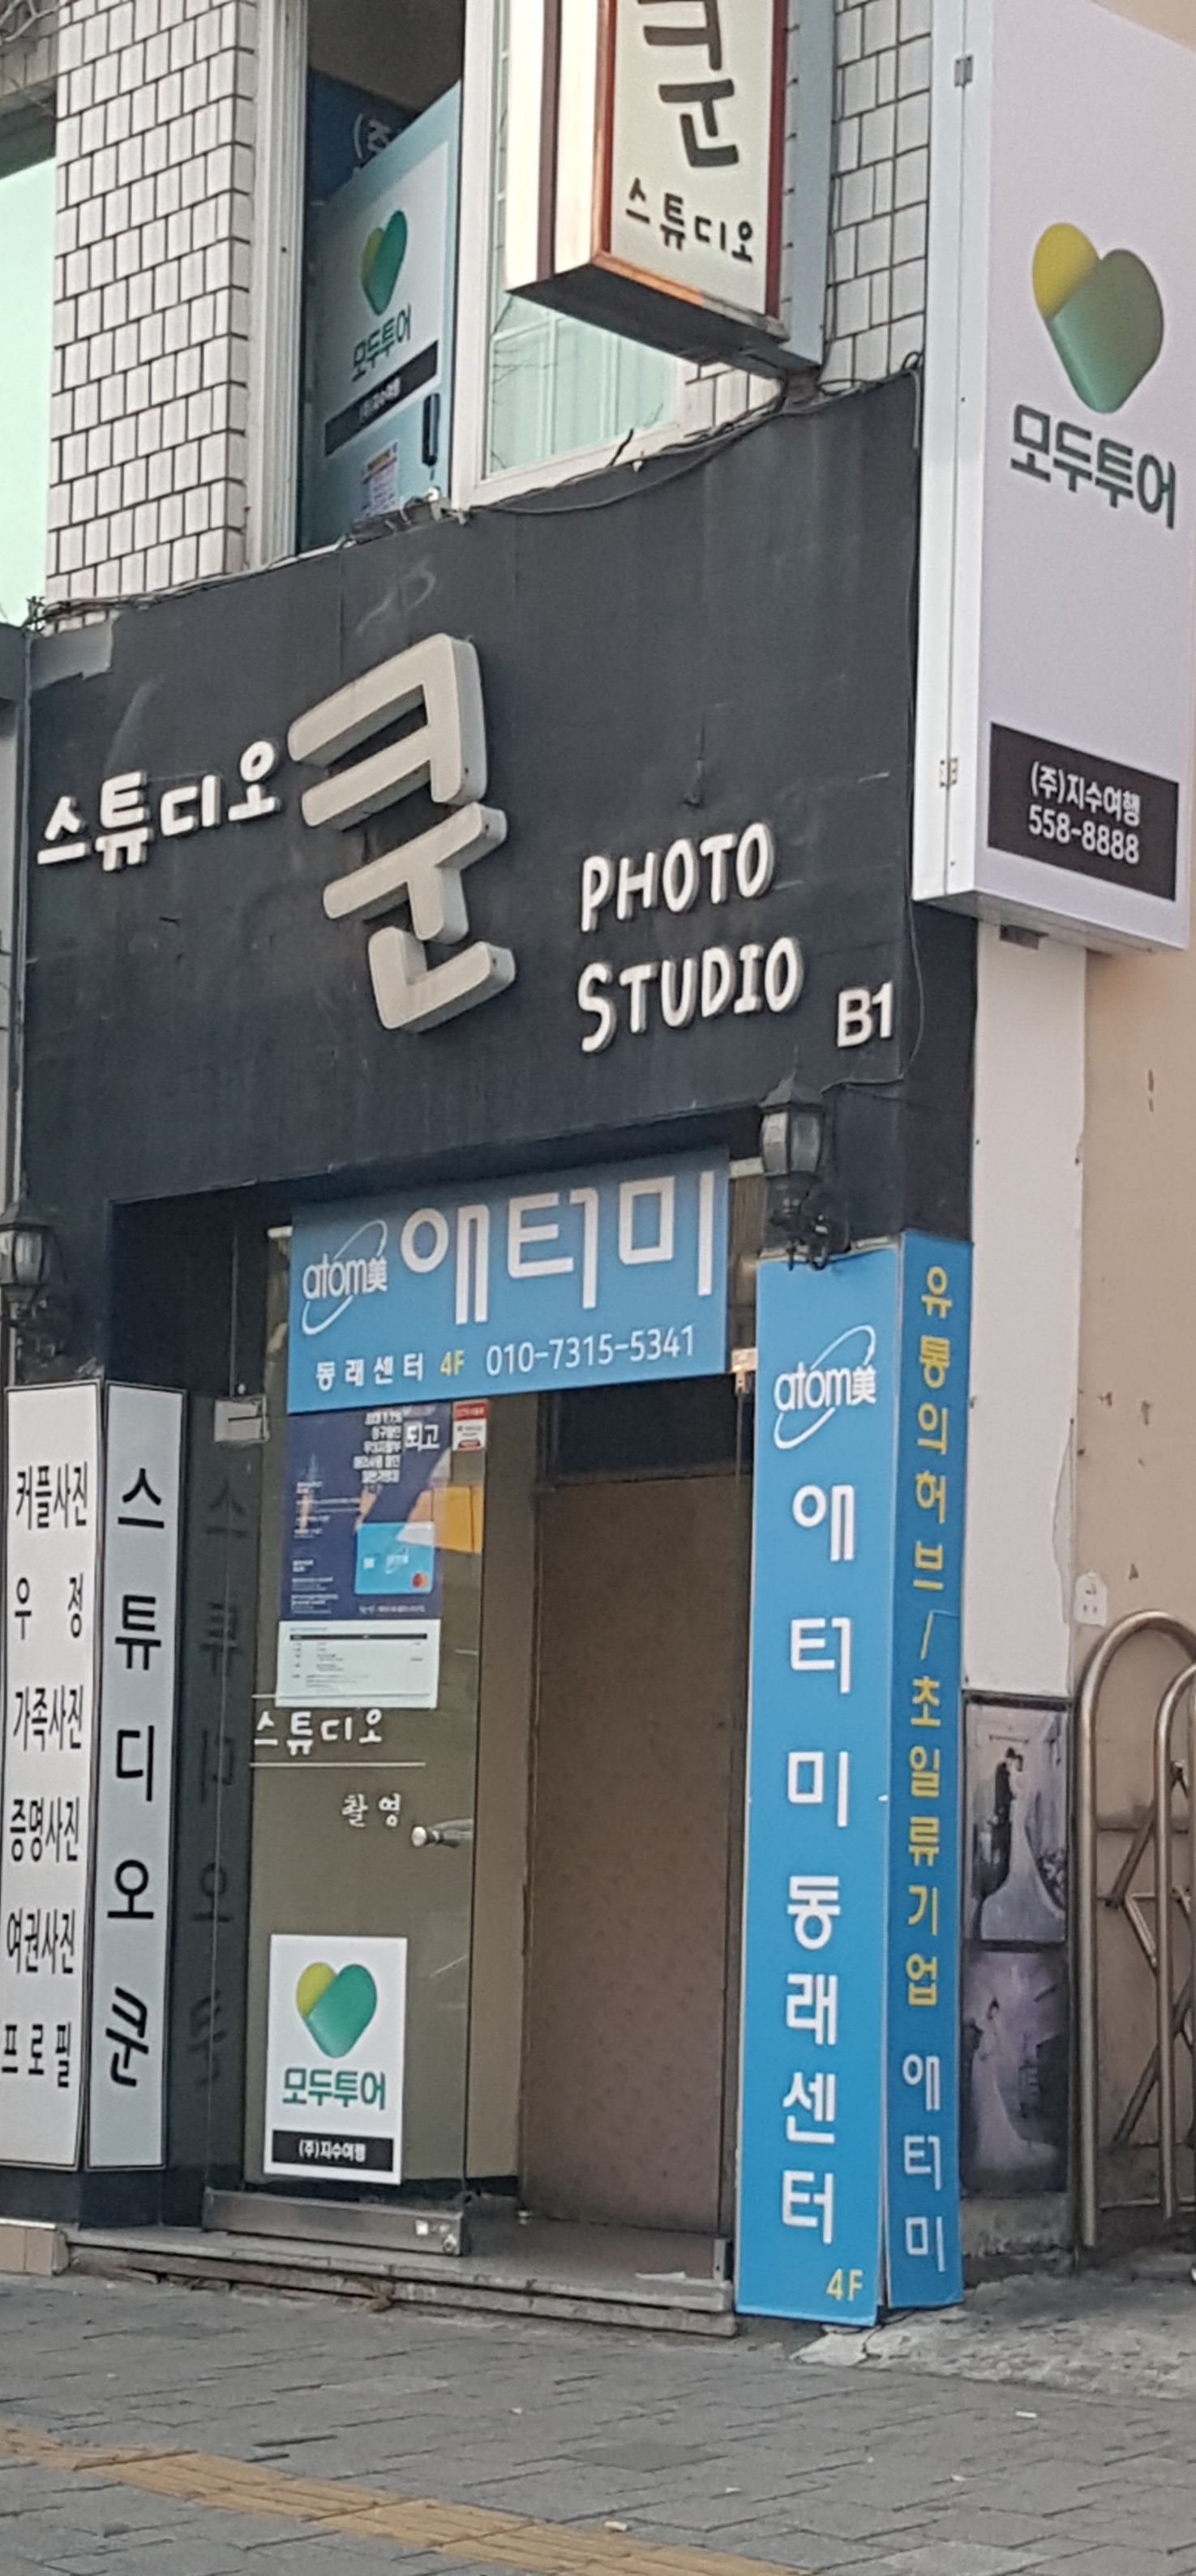 쿤
스튜디오
(주
모두투어
(주)지수여행
모두투어
(주)지수여행
558-8888
스튜디오
쿤
PHOTO
STUDIO
B1
atom美 애터미
동래센터 4F 010-7315-5341
되고
커플사진
우정
가족사진
증명사진
여권사진
프로필
스튜디오쿤
스튜디오
촬영
모두투어
(주)지수여행
atom美
애터미동래센터
4F
유통의허브/초일류기업 애터미